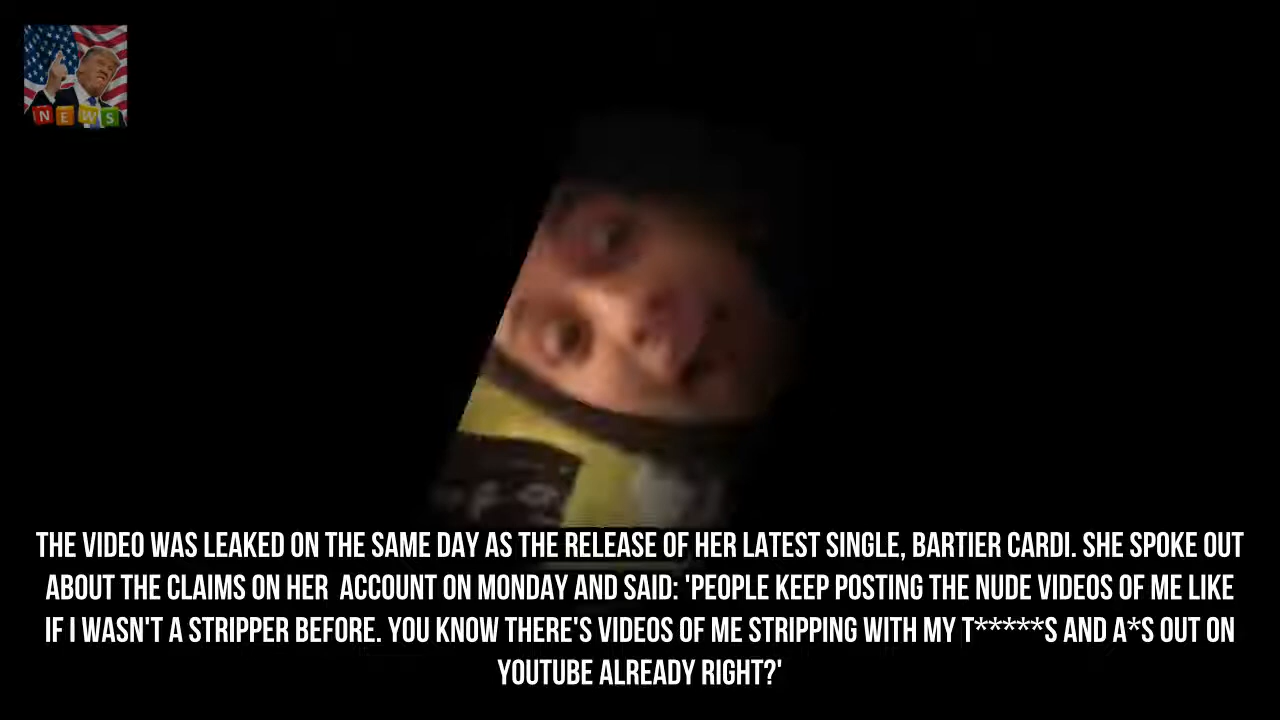 NEWS
THE VIDEO WAS LEAKED ON THE SAME DAY AS THE RELEASE OF HER LATEST SINGLE, BARTIER CARDI. SHE SPOKE OUT
ABOUT THE CLAIMS ON HER  ACCOUNT ON MONDAY AND SAID: 'PEOPLE KEEP POSTING THE NUDE VIDEOS OF ME LIKE
IF I WASN'T A STRIPPER BEFORE. YOU KNOW THERE'S VIDEOS OF ME STRIPPING WITH MY T*****S AND A*S OUT ON
YOUTUBE ALREADY RIGHT?'